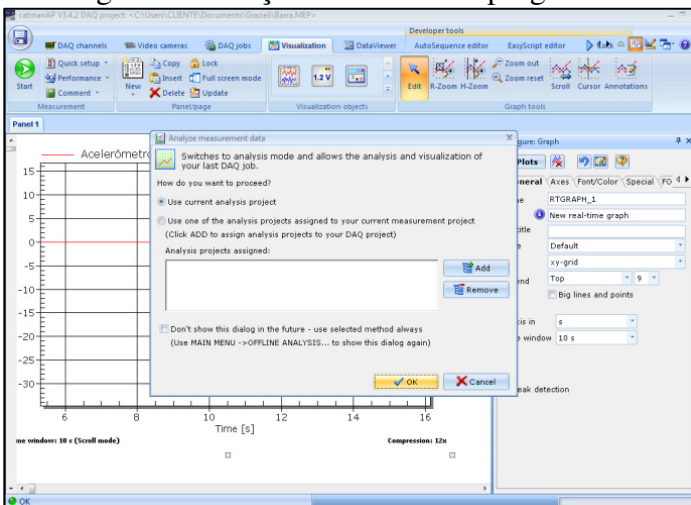 catmanAP V3.4.2 DAQ project: <C:\Users\CLIENTE\Documents\Grazieli\Barra.MEP>
Developer tools
DAQ channels
Video cameras
DAQ jobs
Visualization
DataViewer
AutoSequence editor
EasyScript editor
Start
Quick setup
Performance
Comment
New
Copy
Insert
Delete
Lock
Full screen mode
Update
1.2 V
Edit
R-Zoom
H-Zoom
Zoom out
Zoom reset
Scroll
Cursor
Annotations
Measurement
Panel/page
Visualization objects
Graph tools
Panel 1
Acelerômetro
15
10
5
0
-5
-10
-15
-20
-25
-30
6
8
10
12
14
16
Time [s]
me window: 10 s (Scroll mode)
Compression: 12x
Analyze measurement data
Switches to analysis mode and allows the analysis and visualization of
your last DAQ job.
How do you want to proceed?
Use current analysis project
Use one of the analysis projects assigned to your current measurement project
(Click ADD to assign analysis projects to your DAQ project)
Analysis projects assigned:
Add
Remove
Don't show this dialog in the future - use selected method always
(Use MAIN MENU ->OFFLINE ANALYSIS... to show this dialog again)
OK
Cancel
gure: Graph
Plots
neral
Axes
Font/Color
Special
FO
RTGRAPH_1
New real-time graph
title
Default
xy-grid
end
Top
9
Big lines and points
xis in
s
e window
10 s
eak detection
OK